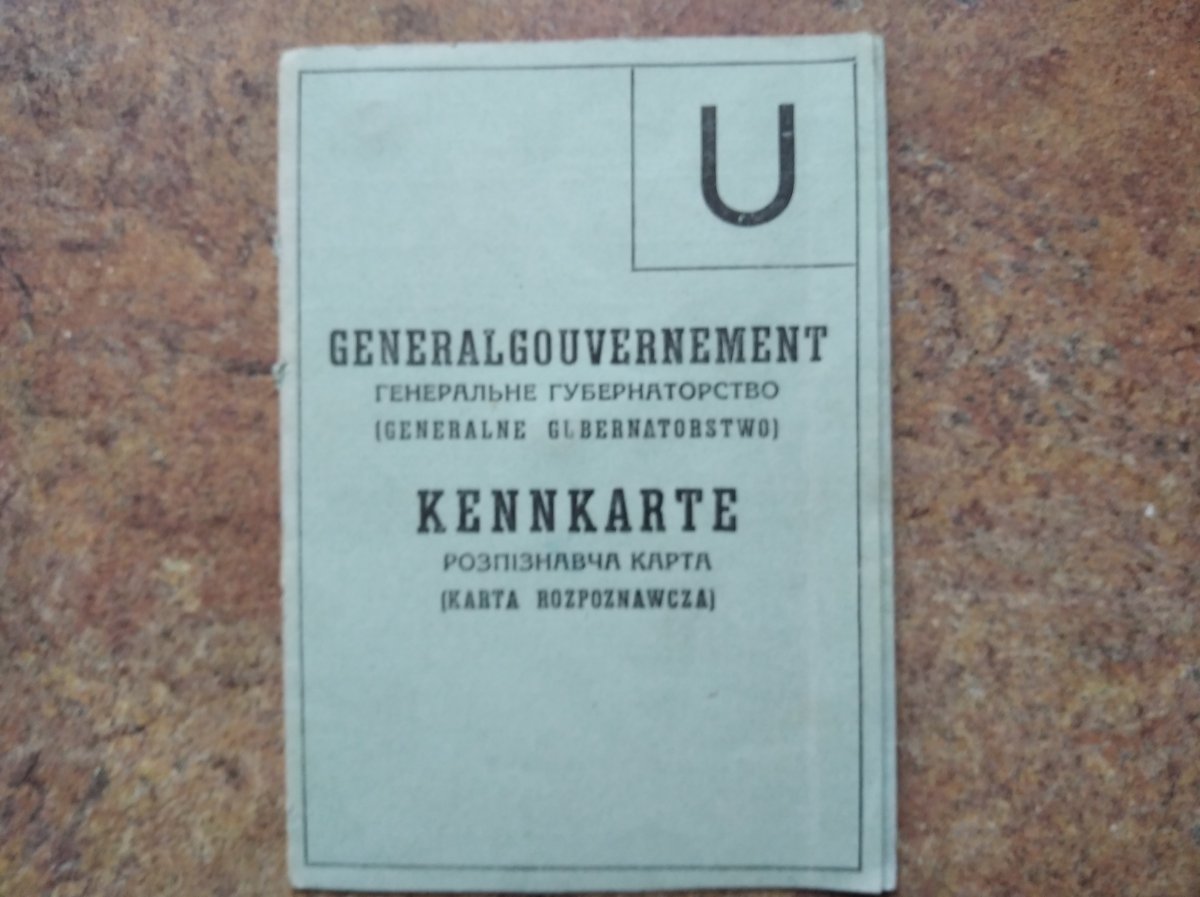 U
GENERALGOUVERNEMENT
ГЕНЕРАЛЬНЕ ГУБЕРНАТОРСТВО
(GENERALNE GUBERNATORSTWO)
KENNKARTE
РОЗПІЗНАВЧА КАРТА
(KARTA ROZPOZNAWCZA)